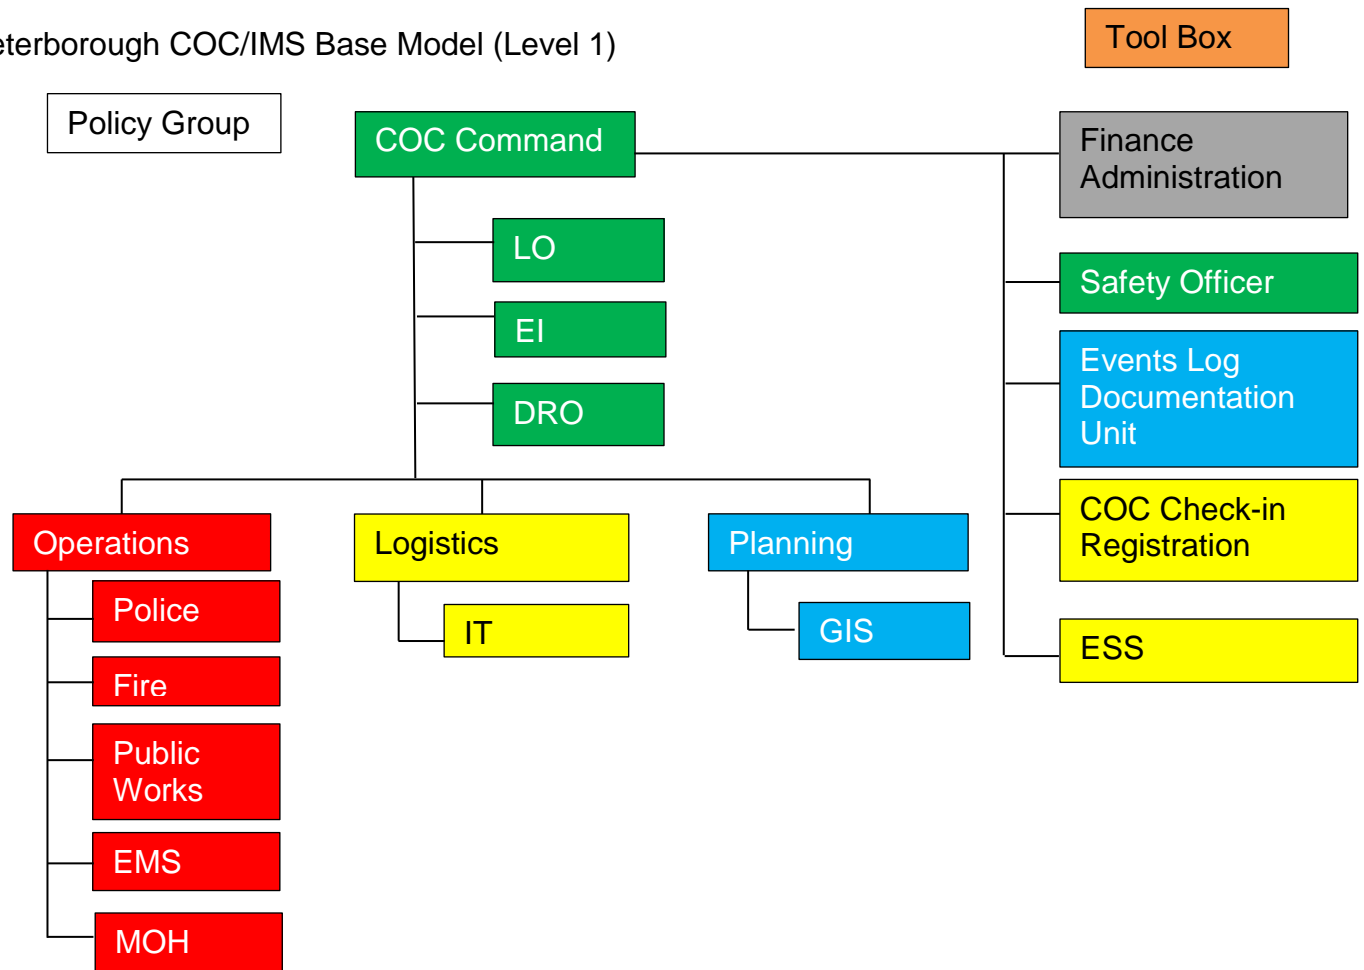 eterborough COC/IMS Base Model (Level 1)
Tool Box
Policy Group
COC Command
Finance
Administration
LO
Safety Officer
EI
Events Log
Documentation
Unit
DRO
COC Check-in
Registration
Operations
Logistics
Planning
Police
IT
GIS
ESS
Fire
Public
Works
EMS
MOH